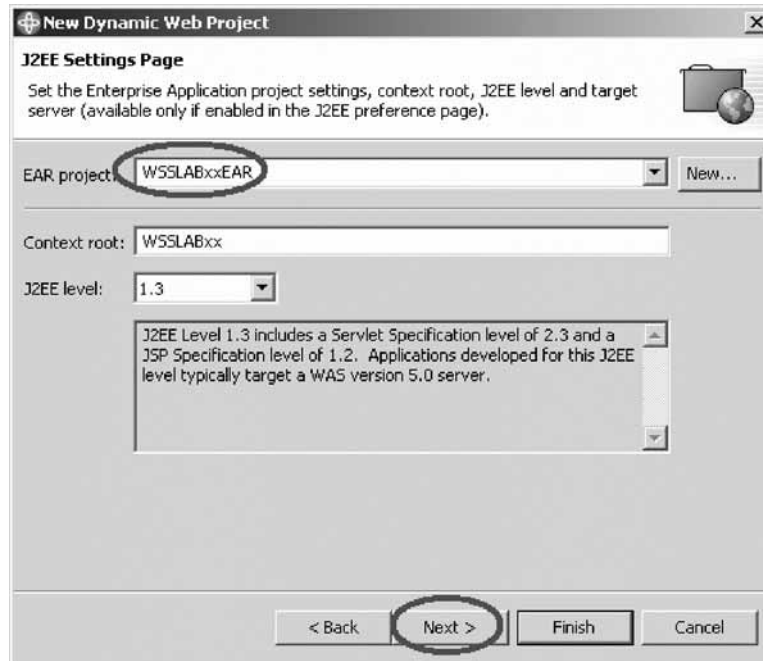 New Dynamic Web Project
J2EE Settings Page
Set the Enterprise Application project settings, context root, J2EE level and target
server (available only if enabled in the J2EE preference page).
EAR project: WSSLABxxEAR New...
Context root: WSSLABxx
J2EE level: 1.3
J2EE Level 1.3 includes a Servlet Specification level of 2.3 and a
JSP Specification level of 1.2. Applications developed for this J2EE
level typically target a WAS version 5.0 server.
< Back Next > Finish Cancel